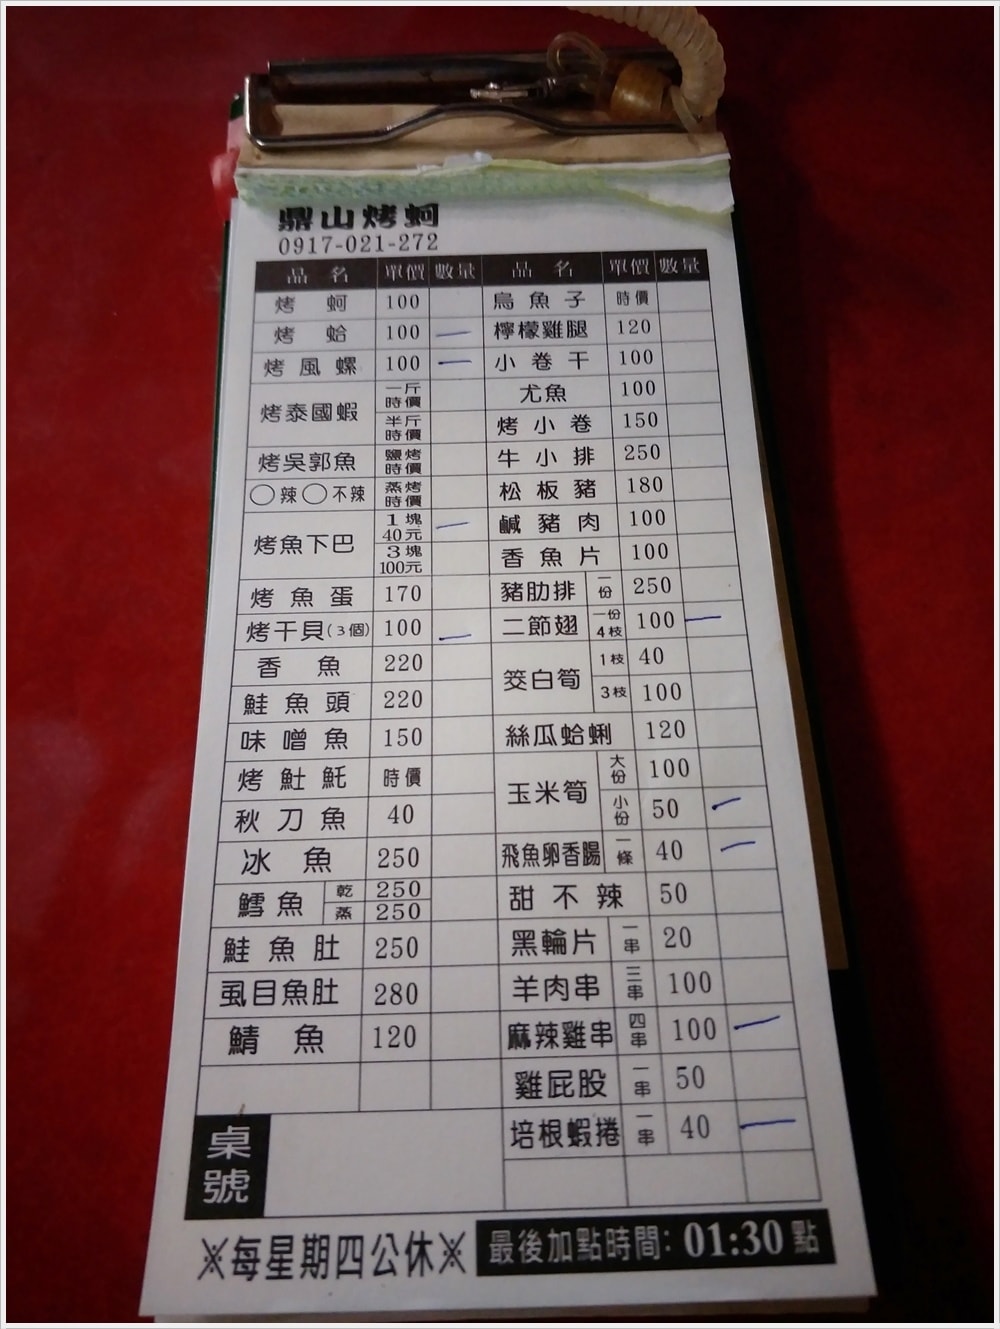 鼎山烤蚵
0917-021-272
品名 單價 數量 品名 單價 數量
烤蚵 100 烏魚子 時價
烤蛤 100 一 檸檬雞腿 120
烤風螺 100 一 小卷干 100
烤泰國蝦 一斤時價 尤魚 100
半斤時價 烤小卷 150
烤吳郭魚 鹽烤時價 牛小排 250
○辣○不辣 蒸烤時價 松板豬 180
烤魚下巴 1塊40元 一 鹹豬肉 100
3塊100元 香魚片 100
烤魚蛋 170 豬肋排 一份 250
烤干貝(3個) 100 一 二節翅 一份4枝 100 一
香魚 220 筊白筍 1枝 40
鮭魚頭 220 3枝 100
味噌魚 150 絲瓜蛤蜊 120
烤魟魠 時價 玉米筍 大份 100
秋刀魚 40 小份 50 一
冰魚 250 飛魚卵香腸 一條 40 一
鱈魚 乾 250 甜不辣 50
蒸 250
鮭魚肚 250 黑輪片 一串 20
虱目魚肚 280 羊肉串 三串 100
鯖魚 120 麻辣雞串 四串 100 一
雞屁股 一串 50
培根蝦捲 一串 40 一
桌號
※每星期四公休※ 最後加點時間:01:30點